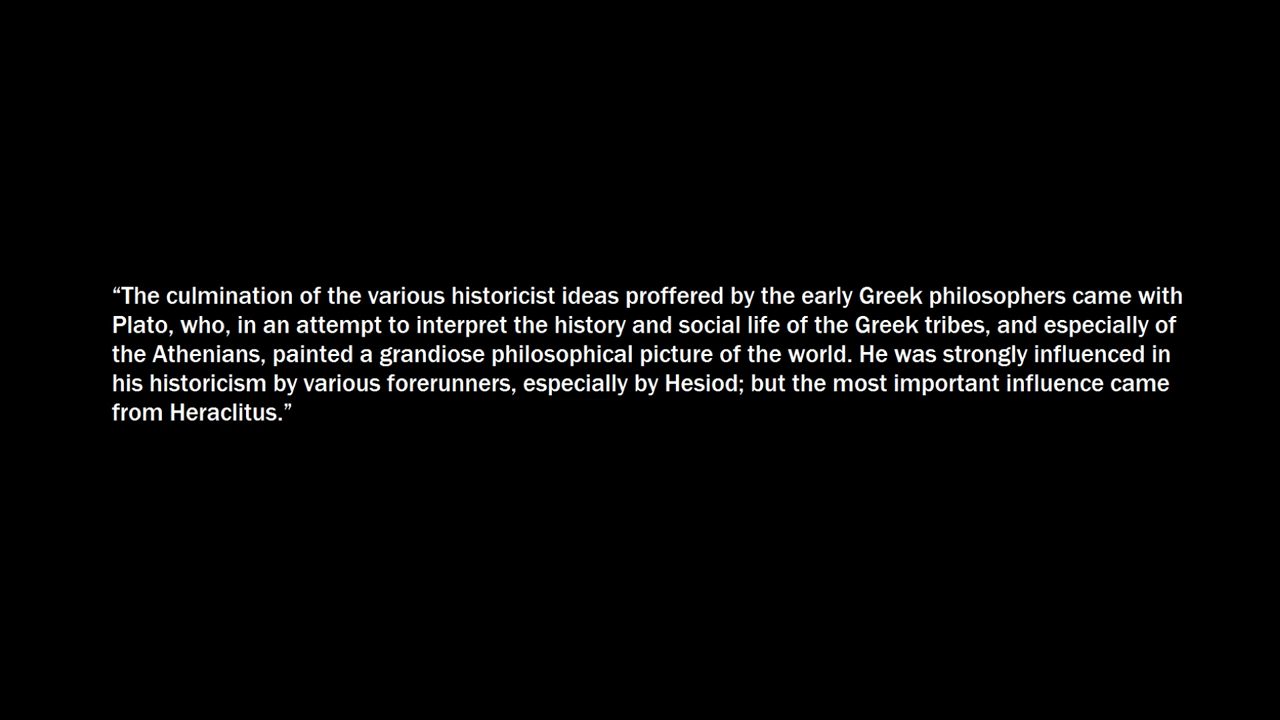 “The culmination of the various historicist ideas proffered by the early Greek philosophers came with
Plato, who, in an attempt to interpret the history and social life of the Greek tribes, and especially of
the Athenians, painted a grandiose philosophical picture of the world. He was strongly influenced in
his historicism by various forerunners, especially by Hesiod; but the most important influence came
from Heraclitus.”